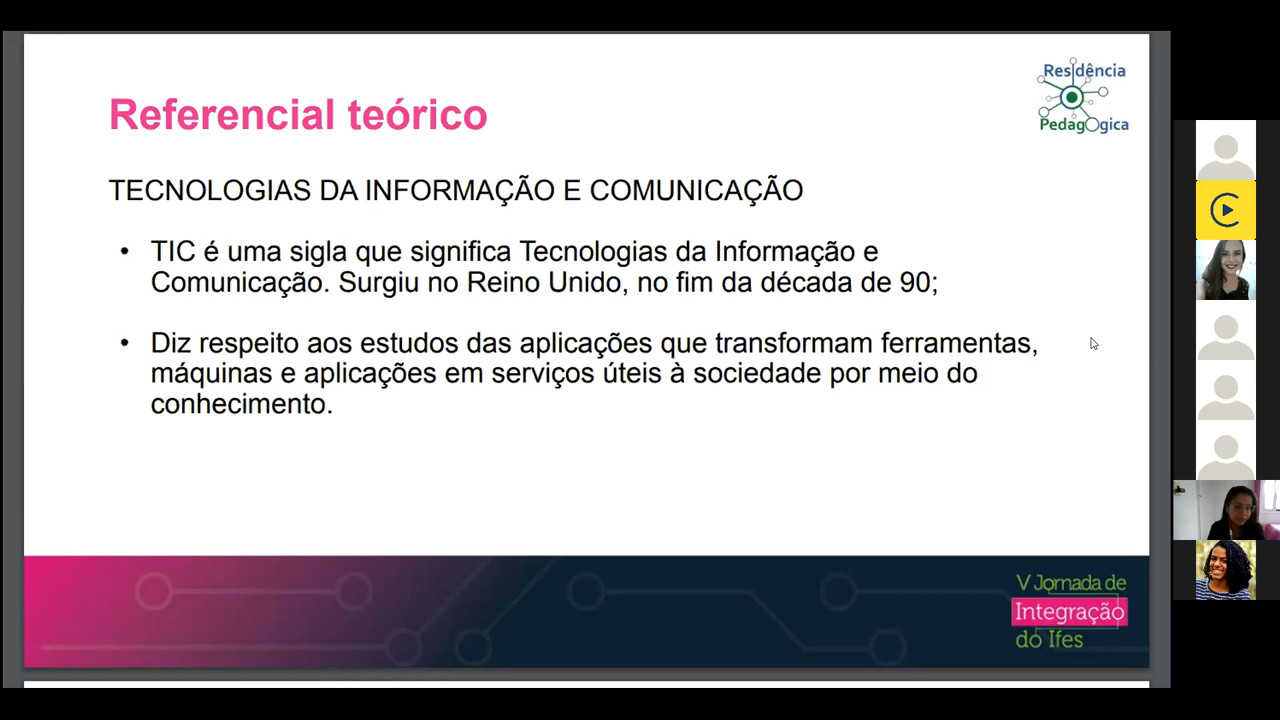 Residência
PedagOgica
Referencial teórico
TECNOLOGIAS DA INFORMAÇÃO E COMUNICAÇÃO
• TIC é uma sigla que significa Tecnologias da Informação e
Comunicação. Surgiu no Reino Unido, no fim da década de 90;
• Diz respeito aos estudos das aplicações que transformam ferramentas,
máquinas e aplicações em serviços úteis à sociedade por meio do
conhecimento.
V Jornada de
Integração
do Ifes